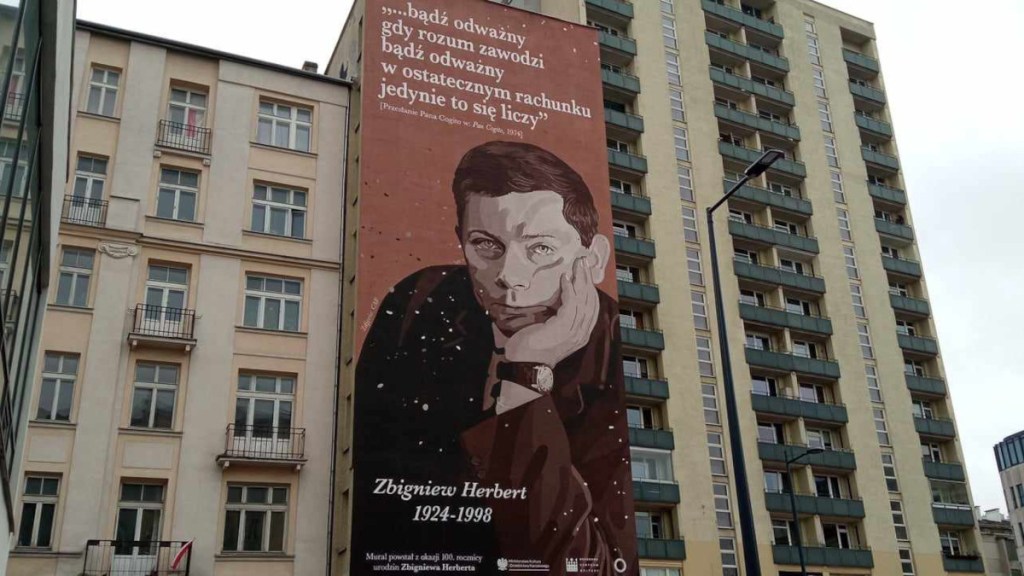 „...bądź odważny
gdy rozum zawodzi
bądź odważny
w ostatecznym rachunku
jedynie to się liczy”
[Przesłanie Pana Cogito w: Pan Cogito, 1974]
Zbigniew Herbert
1924-1998
Mural powstał z okazji 100. rocznicy
urodzin Zbigniewa Herberta